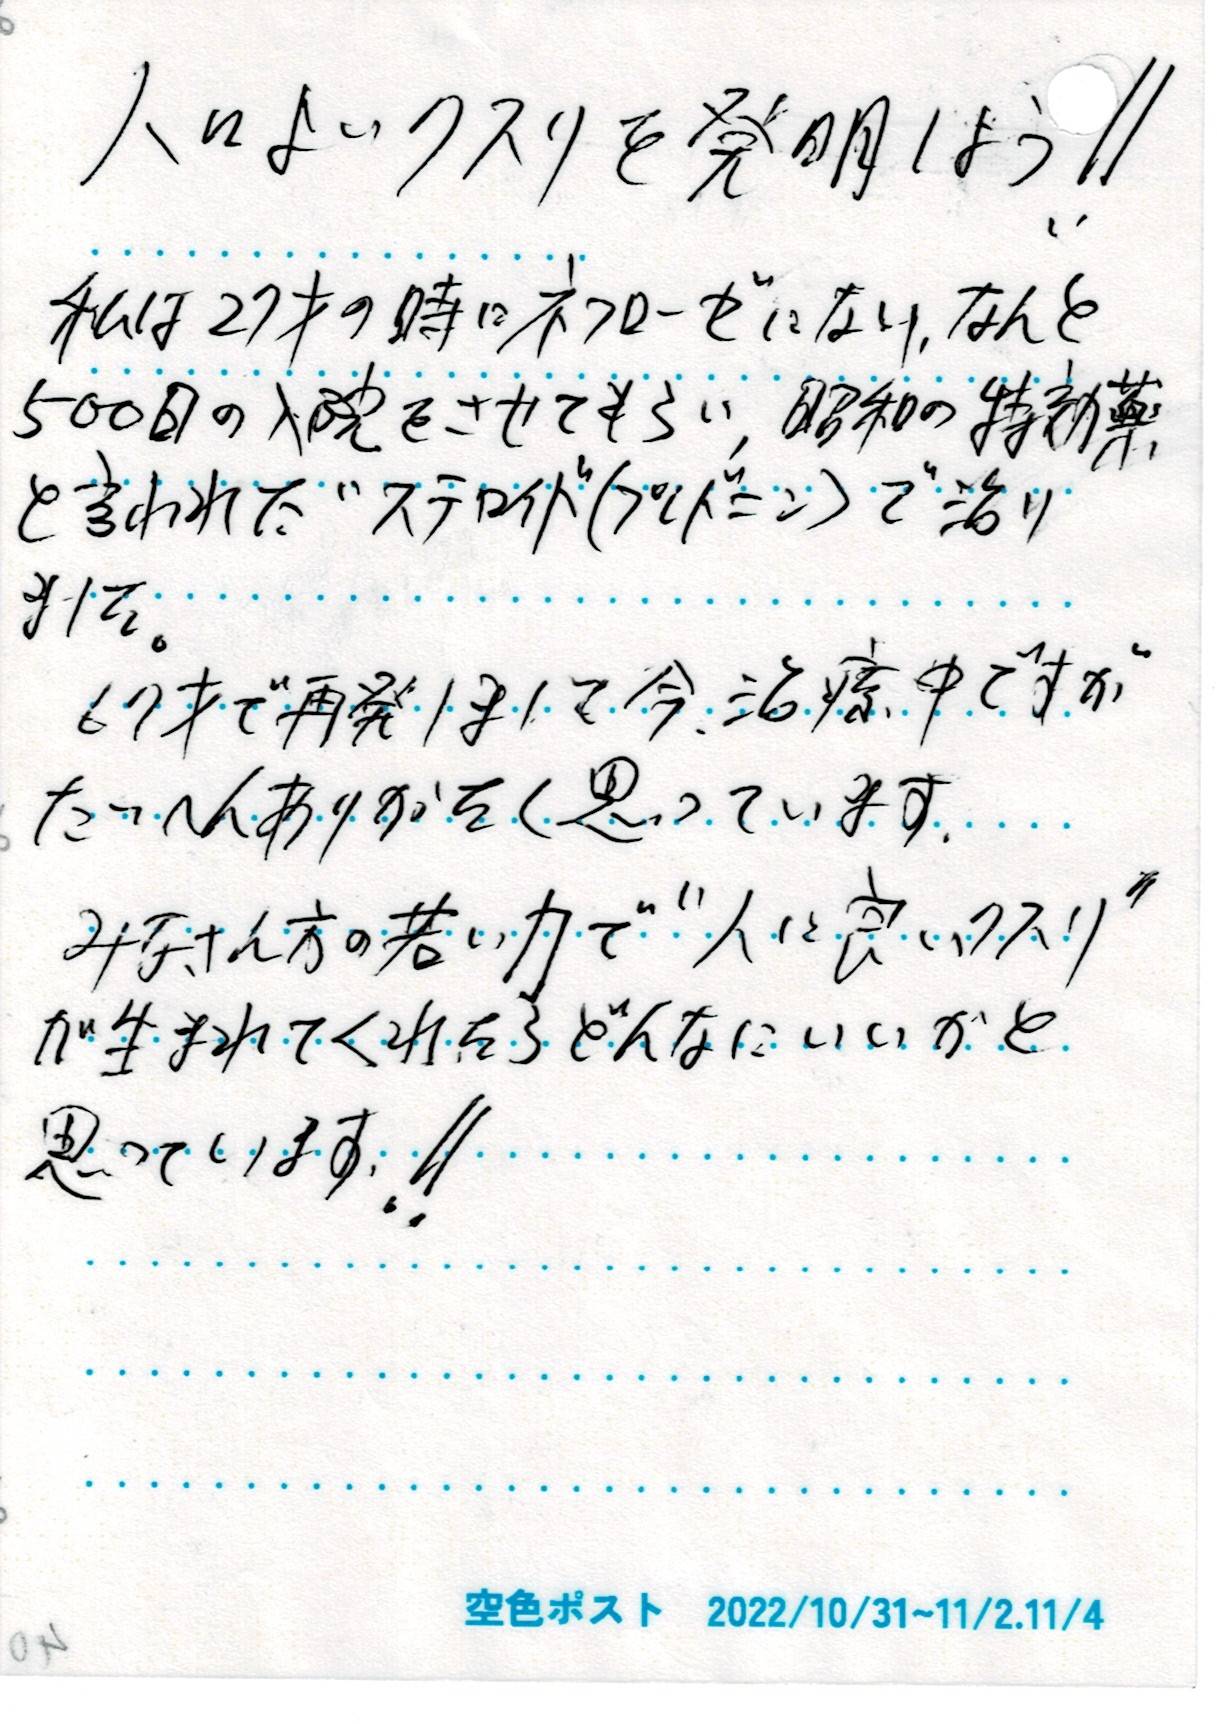 人によいクスリを発明しよう!!
私は27才の時にネフローゼになり、なんと
500日の入院をさせてもらい、昭和の特効薬
と言われた"ステロイド(プレドニン)で治り
ました。
67才で再発しまして今、治療中ですが
たいへんありがたく思っています。
みなさん方の若い力で"人に良いクスリ"
が生まれてくれたらどんなにいいかと
思っています。!!
空色ポスト 2022/10/31~11/2.11/4
40